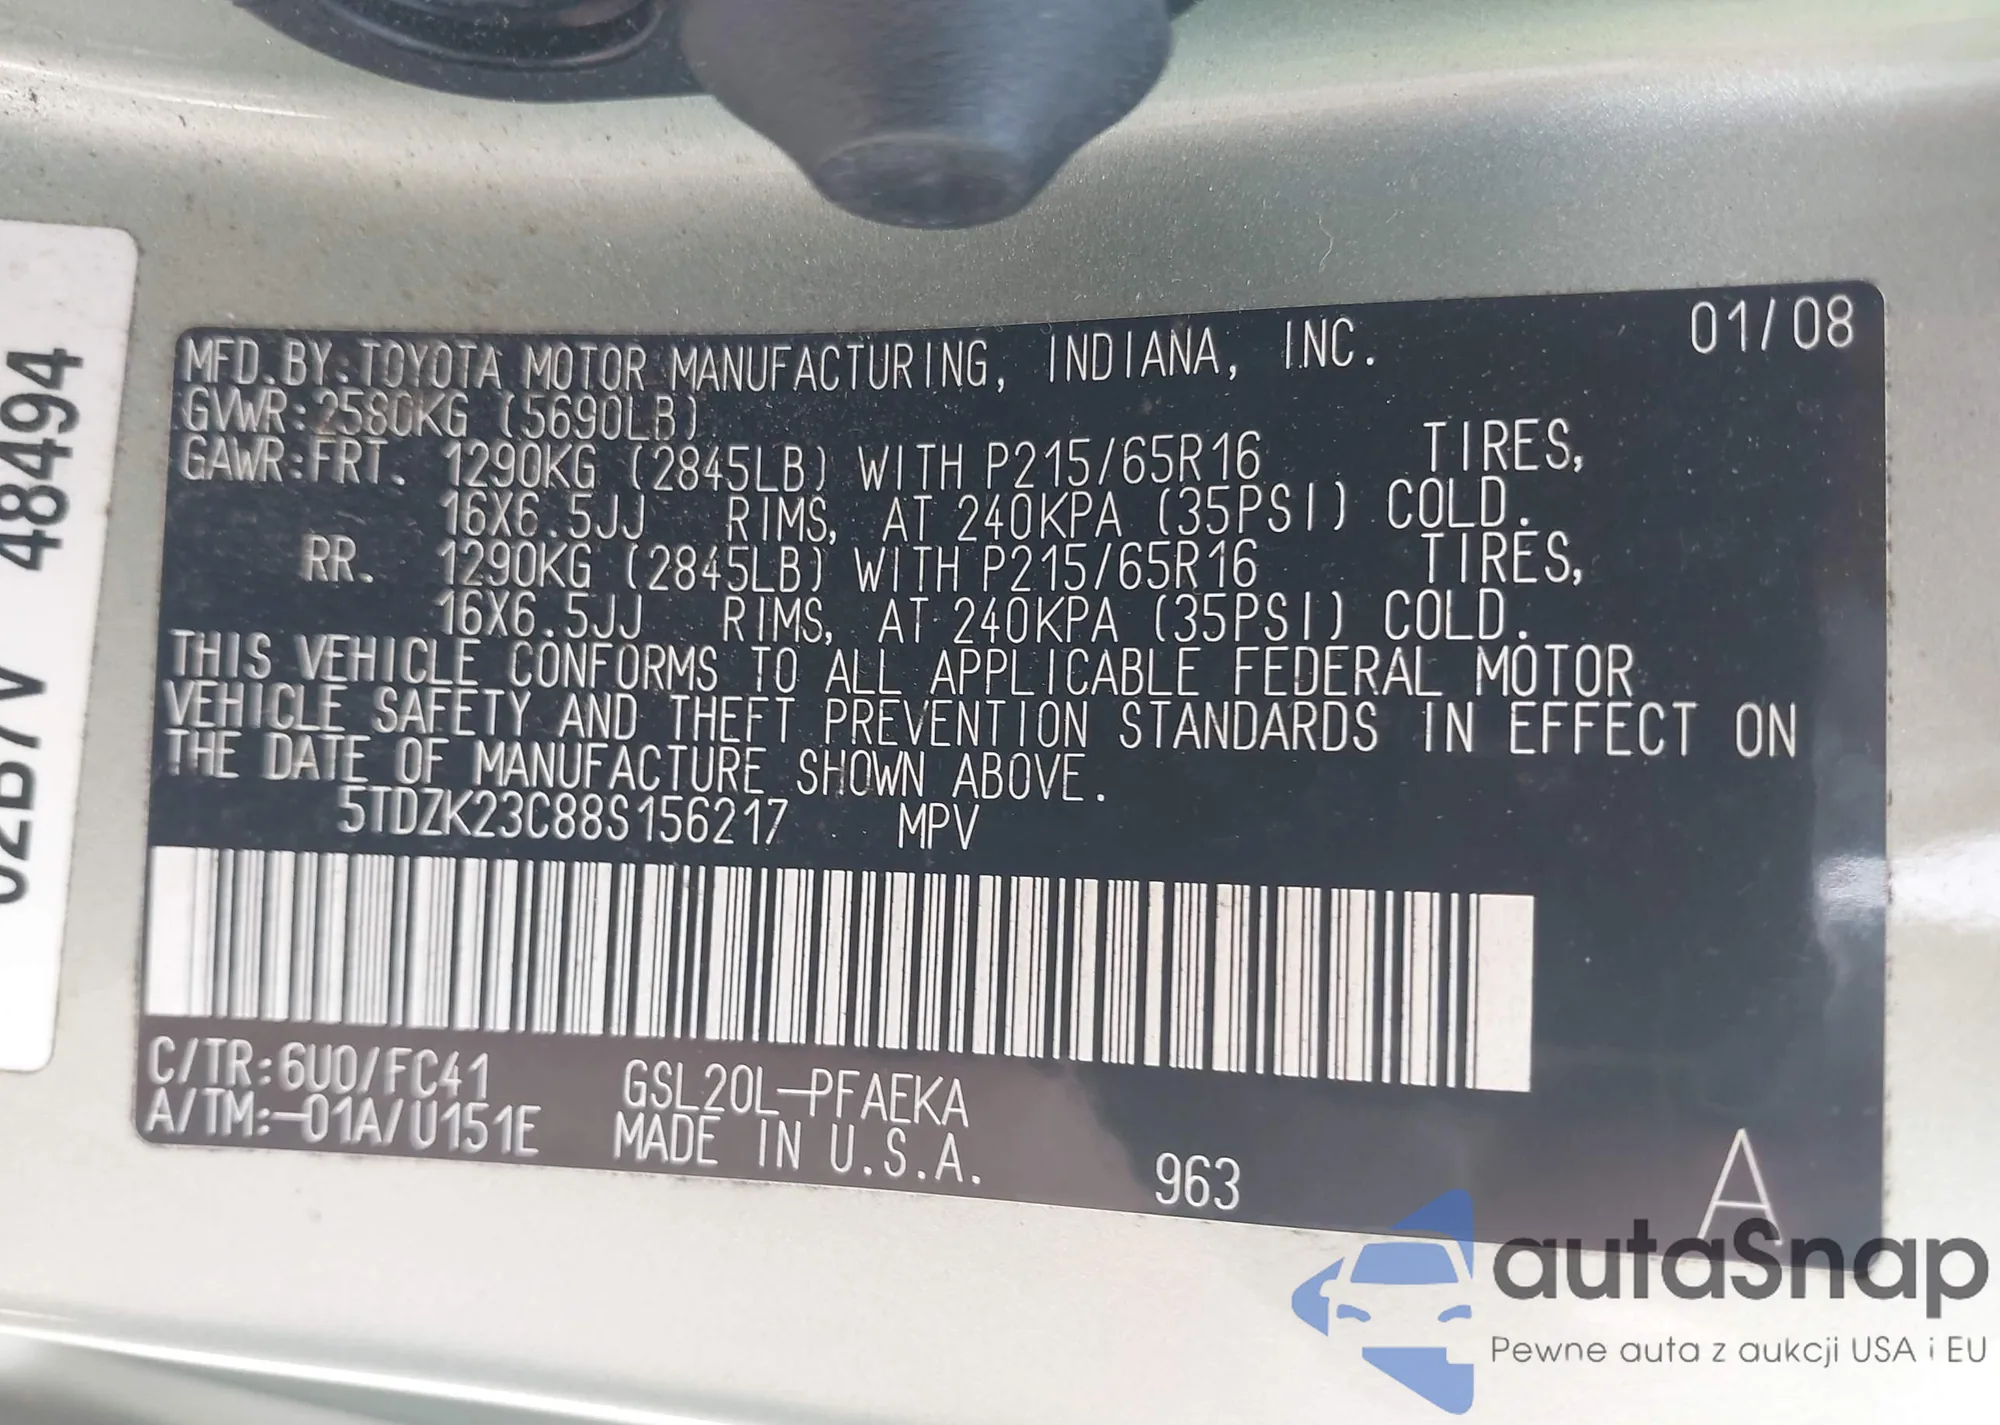 01/08
MFD.BY:TOYOTA MOTOR MANUFACTURING, INDIANA, INC.
GVWR:2580KG (5690LB)
GAWR:FRT. 1290KG (2845LB) WITH P215/65R16 TIRES,
16X6.5JJ RIMS, AT 240KPA (35PSI) COLD.
RR. 1290KG (2845LB) WITH P215/65R16 TIRES,
16X6.5JJ RIMS, AT 240KPA (35PSI) COLD.
THIS VEHICLE CONFORMS TO ALL APPLICABLE FEDERAL MOTOR
VEHICLE SAFETY AND THEFT PREVENTION STANDARDS IN EFFECT ON
THE DATE OF MANUFACTURE SHOWN ABOVE.
5TDZK23C88S156217 MPV
C/TR:6U0/FC41 GSL20L-PFAEKA
A/TM:-01A/U151E MADE IN U.S.A.
963
A
48494
autaSnap
Pewne auta z aukcji USA i EU